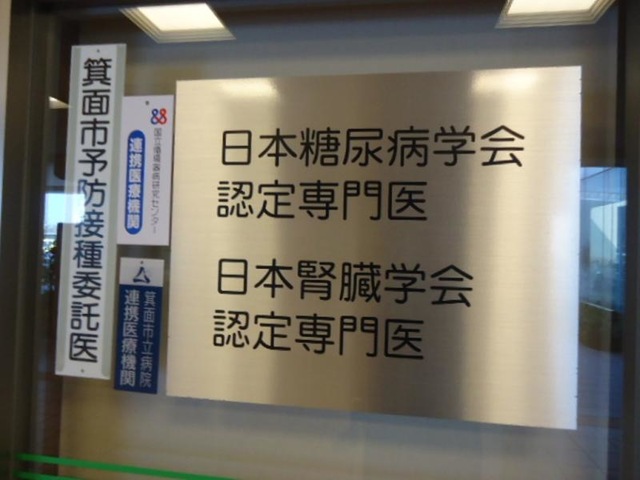 箕面市予防接種委託医
国立循環器病研究センター
連携医療機関
箕面市立病院
連携医療機関
日本糖尿病学会
認定専門医
日本腎臓学会
認定専門医